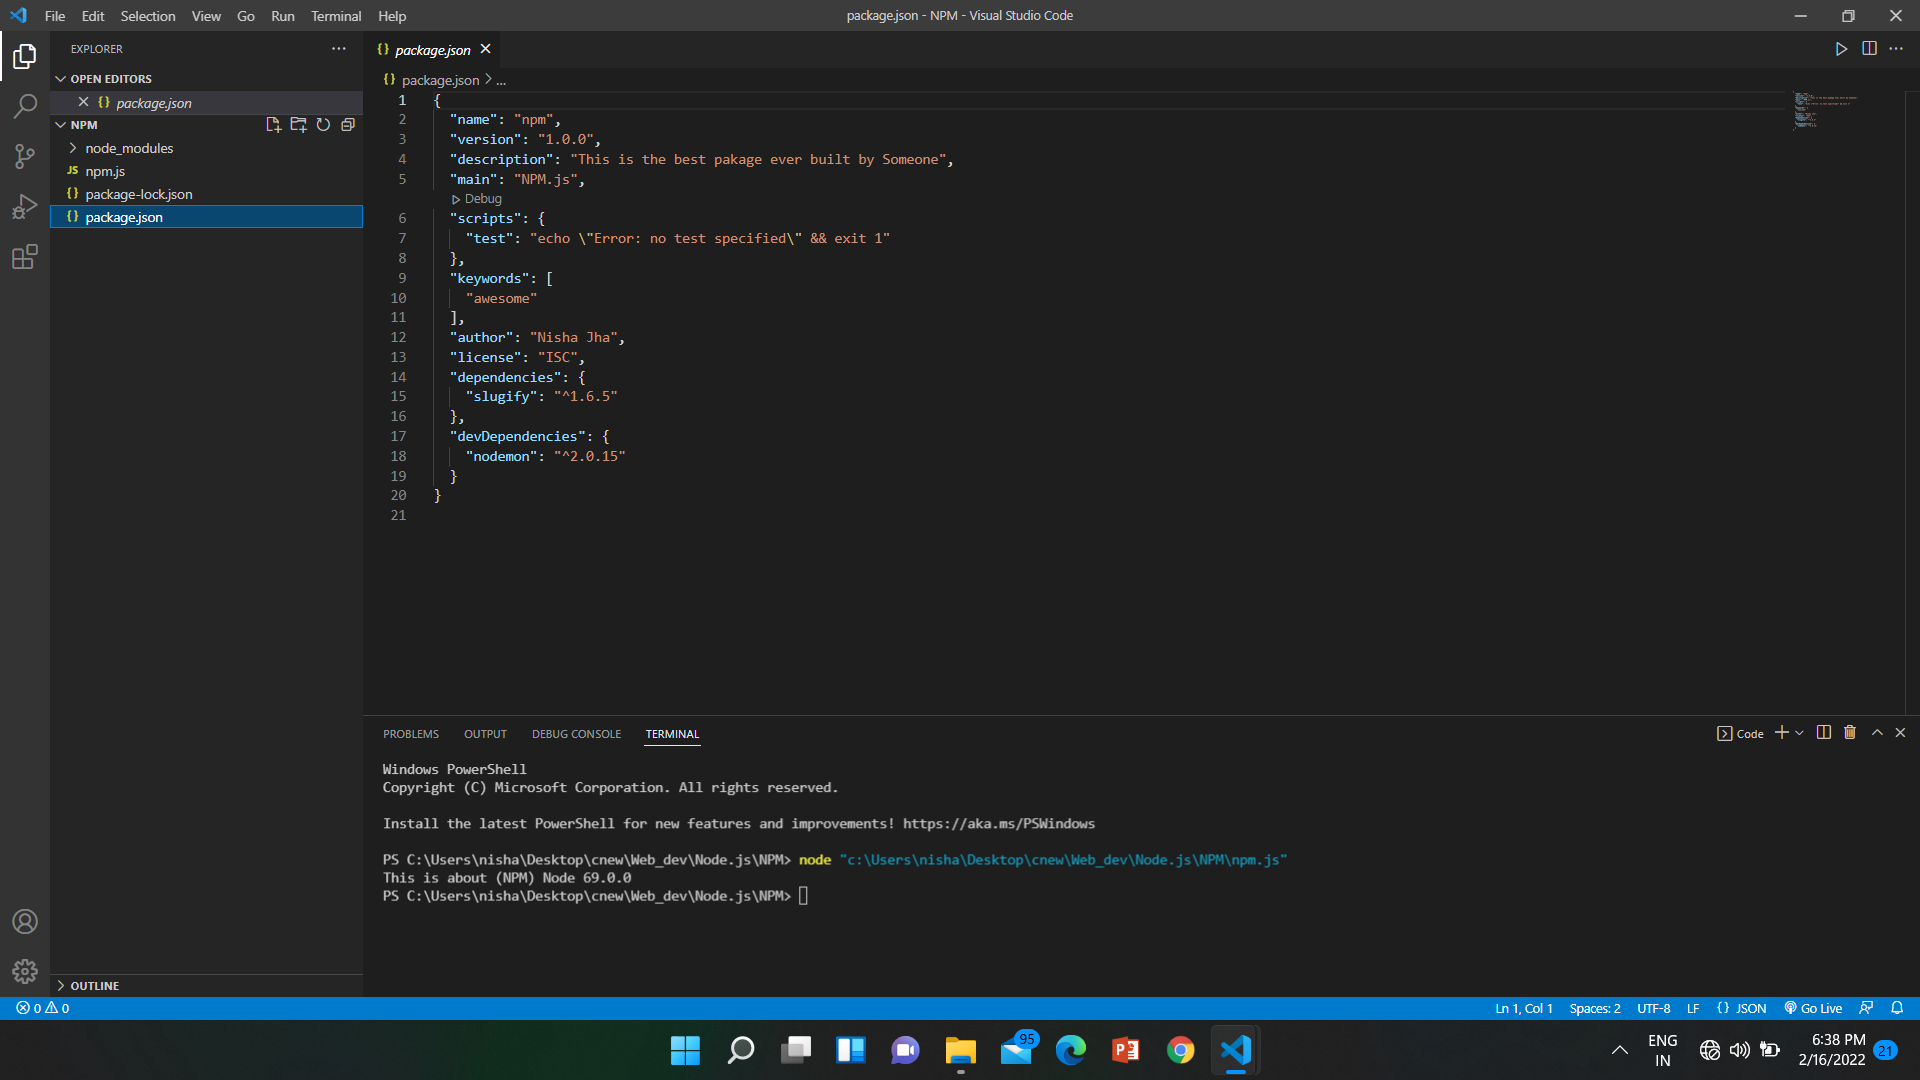 File Edit Selection View Go Run Terminal Help
package.json - NPM - Visual Studio Code
EXPLORER
OPEN EDITORS
package.json
NPM
node_modules
JS npm.js
{} package-lock.json
{} package.json
OUTLINE
{} package.json
{} package.json > ...
1 {
2 "name": "npm",
3 "version": "1.0.0",
4 "description": "This is the best pakage ever built by Someone",
5 "main": "NPM.js",
Debug
6 "scripts": {
7 "test": "echo \"Error: no test specified\" && exit 1"
8 },
9 "keywords": [
10 "awesome"
11 ],
12 "author": "Nisha Jha",
13 "license": "ISC",
14 "dependencies": {
15 "slugify": "^1.6.5"
16 },
17 "devDependencies": {
18 "nodemon": "^2.0.15"
19 }
20 }
21
PROBLEMS OUTPUT DEBUG CONSOLE TERMINAL
Code
Windows PowerShell
Copyright (C) Microsoft Corporation. All rights reserved.
Install the latest PowerShell for new features and improvements! https://aka.ms/PSWindows
PS C:\Users\nisha\Desktop\cnew\Web_dev\Node.js\NPM> node "c:\Users\nisha\Desktop\cnew\Web_dev\Node.js\NPM\npm.js"
This is about (NPM) Node 69.0.0
PS C:\Users\nisha\Desktop\cnew\Web_dev\Node.js\NPM>
0 0
Ln 1, Col 1 Spaces: 2 UTF-8 LF {} JSON Go Live
95
ENG
IN
6:38 PM
2/16/2022
21